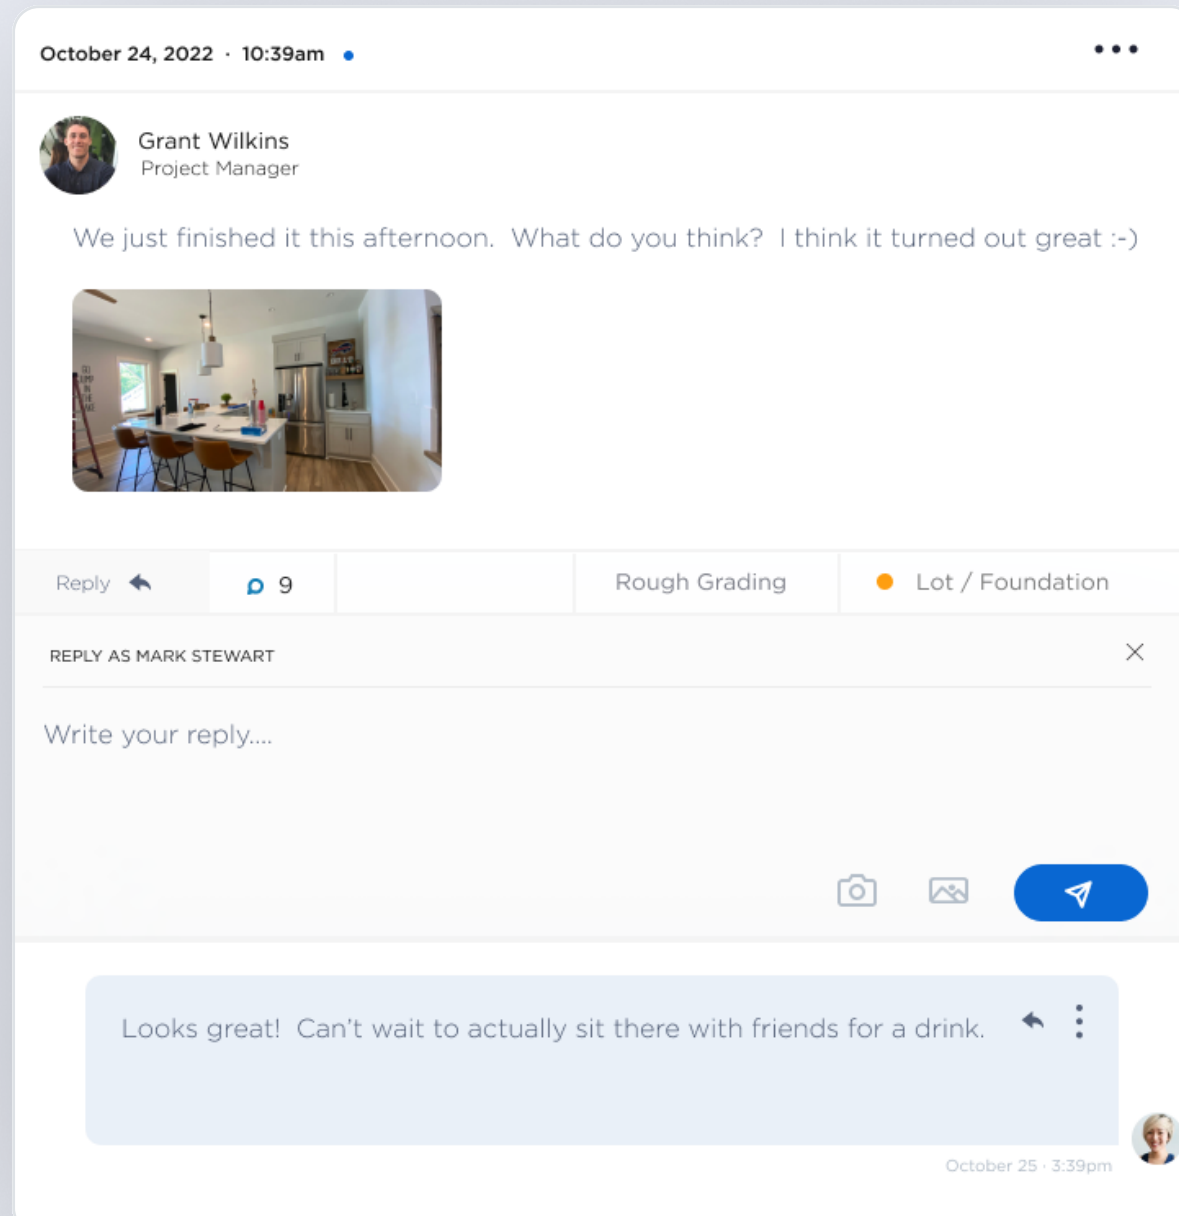 October 24, 2022 · 10:39am
Grant Wilkins
Project Manager
We just finished it this afternoon.  What do you think?  I think it turned out great :-)
Reply
9
Rough Grading
Lot / Foundation
REPLY AS MARK STEWART
Write your reply....
Looks great!  Can’t wait to actually sit there with friends for a drink.
October 25 · 3:39pm